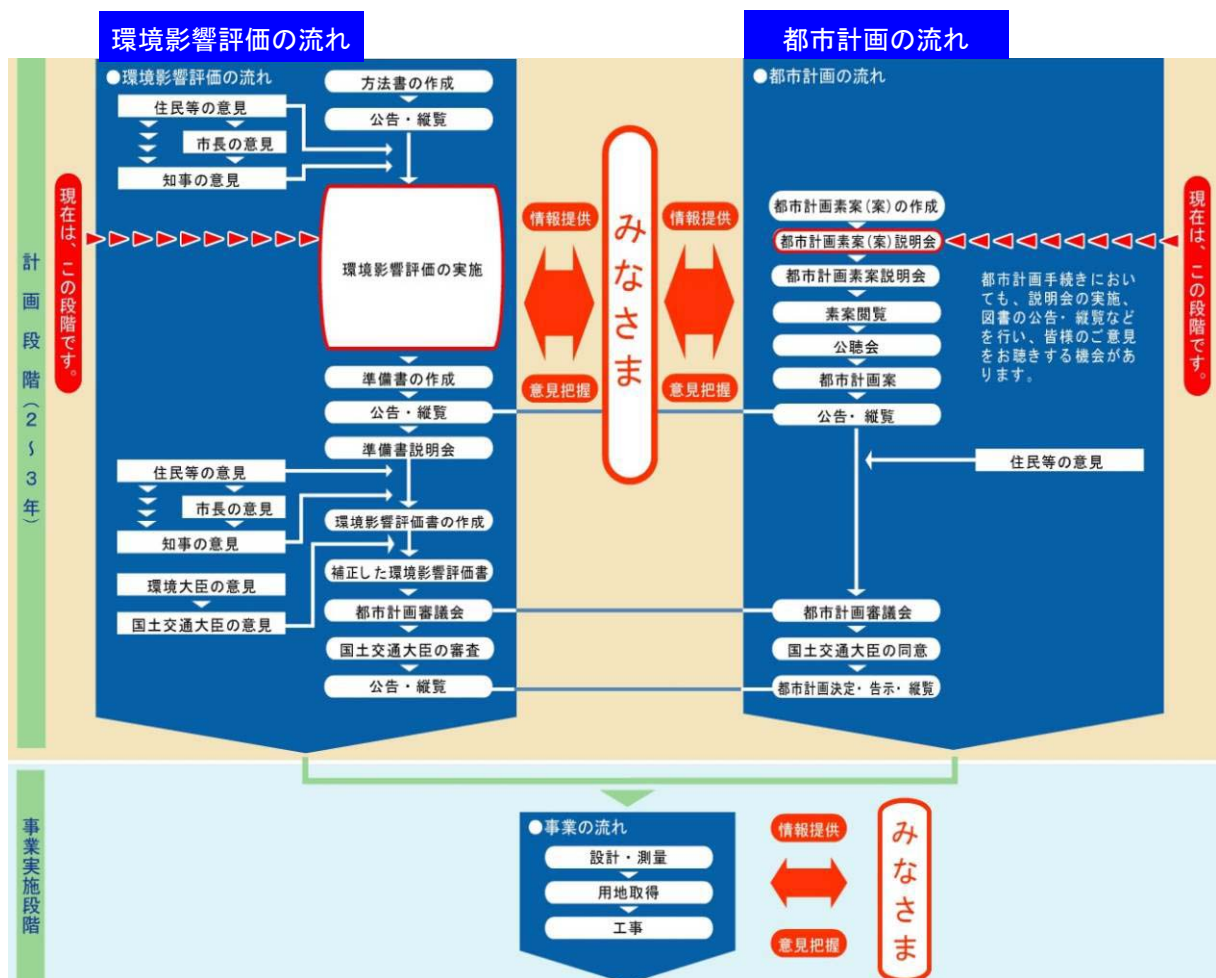 環境影響評価の流れ
都市計画の流れ
計画段階(2～3年)
現在は、この段階です。
●環境影響評価の流れ
方法書の作成
公告・縦覧
住民等の意見
市長の意見
知事の意見
環境影響評価の実施
準備書の作成
公告・縦覧
準備書説明会
住民等の意見
市長の意見
知事の意見
環境影響評価書の作成
環境大臣の意見
国土交通大臣の意見
補正した環境影響評価書
都市計画審議会
国土交通大臣の審査
公告・縦覧
情報提供
意見把握
みなさま
情報提供
意見把握
●都市計画の流れ
都市計画素案(案)の作成
都市計画素案(案)説明会
都市計画素案説明会
素案閲覧
公聴会
都市計画案
公告・縦覧
住民等の意見
都市計画審議会
国土交通大臣の同意
都市計画決定・告示・縦覧
都市計画手続きにおい
ても、説明会の実施、
図書の公告・縦覧など
を行い、皆様のご意見
をお聴きする機会があ
ります。
現在は、この段階です。
事業実施段階
●事業の流れ
設計・測量
用地取得
工事
情報提供
意見把握
みなさま